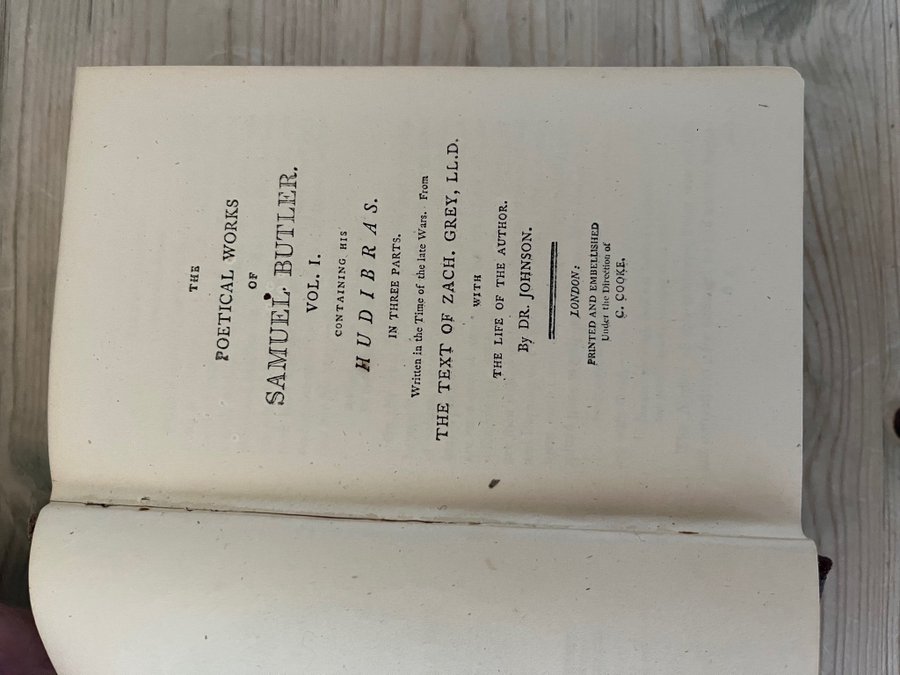 THE
POETICAL WORKS
OF
SAMUEL BUTLER.
VOL. I.
CONTAINING HIS
HUDIBRAS.
IN THREE PARTS.
Written in the Time of the late Wars. From
THE TEXT OF ZACH. GREY, LL.D.
WITH
THE LIFE OF THE AUTHOR.
By DR. JOHNSON.
LONDON:
PRINTED AND EMBELLISHED
Under the Direction of
C. COOKE.